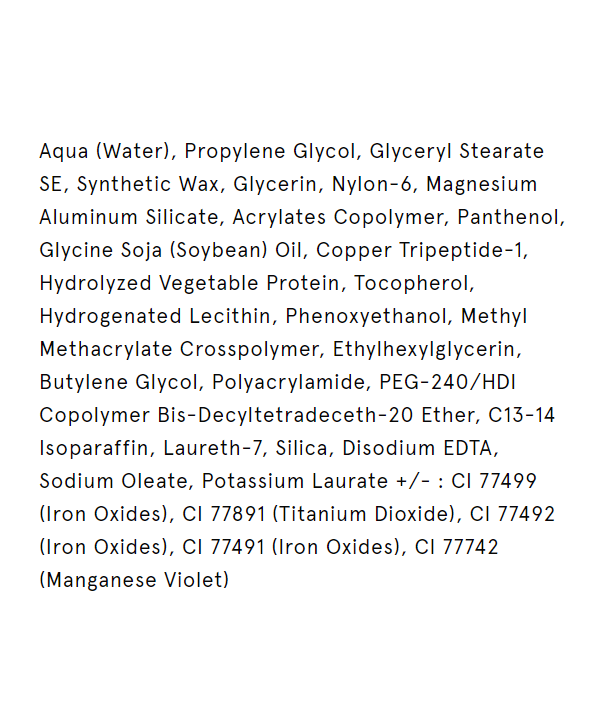 Aqua (Water), Propylene Glycol, Glyceryl Stearate
SE, Synthetic Wax, Glycerin, Nylon-6, Magnesium
Aluminum Silicate, Acrylates Copolymer, Panthenol,
Glycine Soja (Soybean) Oil, Copper Tripeptide-1,
Hydrolyzed Vegetable Protein, Tocopherol,
Hydrogenated Lecithin, Phenoxyethanol, Methyl
Methacrylate Crosspolymer, Ethylhexylglycerin,
Butylene Glycol, Polyacrylamide, PEG-240/HDI
Copolymer Bis-Decyltetradeceth-20 Ether, C13-14
Isoparaffin, Laureth-7, Silica, Disodium EDTA,
Sodium Oleate, Potassium Laurate +/- : CI 77499
(Iron Oxides), CI 77891 (Titanium Dioxide), CI 77492
(Iron Oxides), CI 77491 (Iron Oxides), CI 77742
(Manganese Violet)